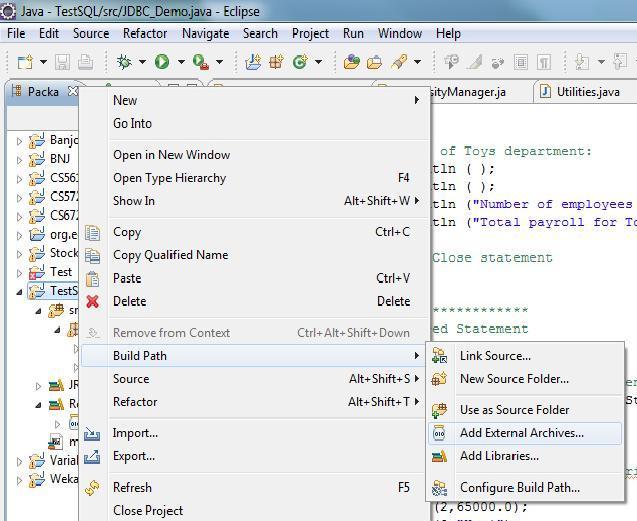 Java - TestSQL/src/JDBC_Demo.java - Eclipse
File Edit Source Refactor Navigate Search Project Run Window Help
Packa sityManager.ja Utilities.java
New
Go Into
Open in New Window
Open Type Hierarchy F4
Show In Alt+Shift+W
Copy Ctrl+C
Copy Qualified Name
Paste Ctrl+V
Delete Delete
Remove from Context Ctrl+Alt+Shift+Down
Build Path
Source Alt+Shift+S
Refactor Alt+Shift+T
Import...
Export...
Refresh F5
Close Project
Banjo
BNJ
CS561
CS572
CS672
org.e
Stock
Test
TestS
sr
JR
Re
m
Varial
Weka
of Toys department:
tln ( );
tln ( );
tln ("Number of employees
tln ("Total payroll for To
Close statement
************
ed Statement
Link Source...
New Source Folder...
Use as Source Folder
Add External Archives...
Add Libraries...
Configure Build Path...
(2,65000.0);